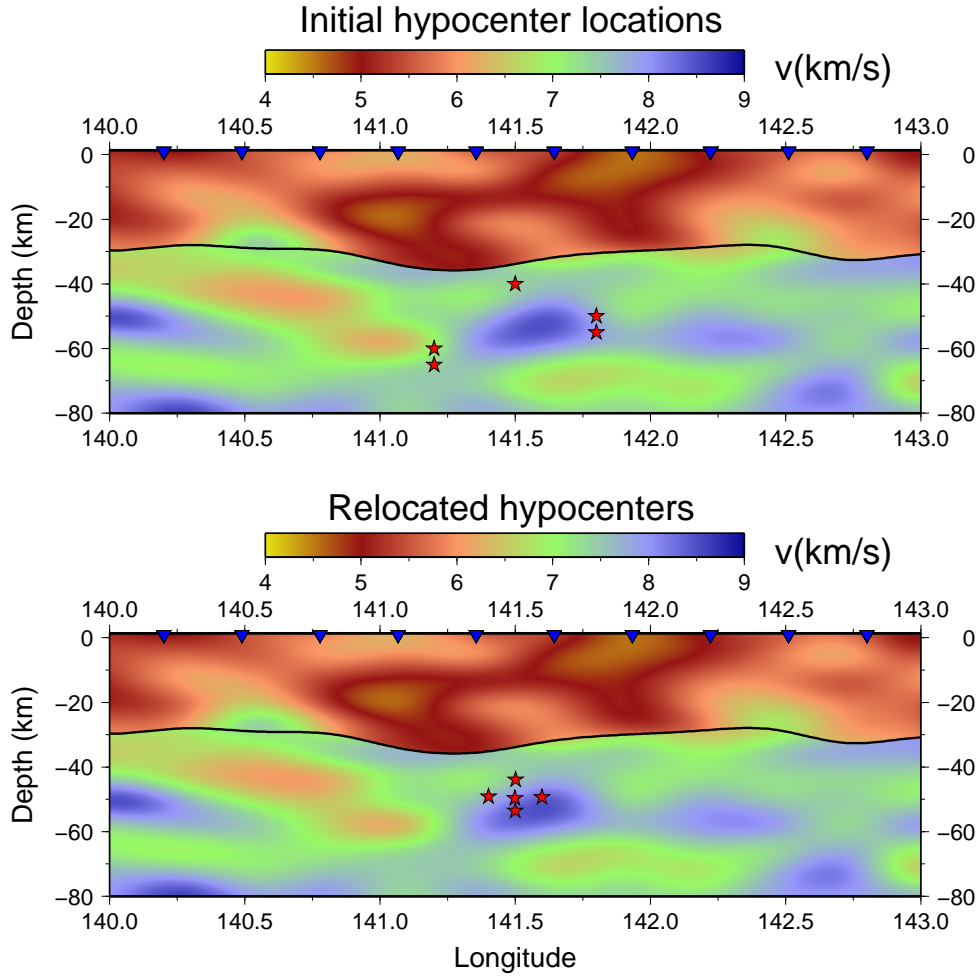 Initial hypocenter locations
v(km/s)
4 5 6 7 8 9
140.0 140.5 141.0 141.5 142.0 142.5 143.0
0 0
−20 −20
−40 −40
−60 −60
−80 −80
Depth (km)
140.0 140.5 141.0 141.5 142.0 142.5 143.0
Relocated hypocenters
v(km/s)
4 5 6 7 8 9
140.0 140.5 141.0 141.5 142.0 142.5 143.0
0 0
−20 −20
−40 −40
−60 −60
−80 −80
Depth (km)
140.0 140.5 141.0 141.5 142.0 142.5 143.0
Longitude